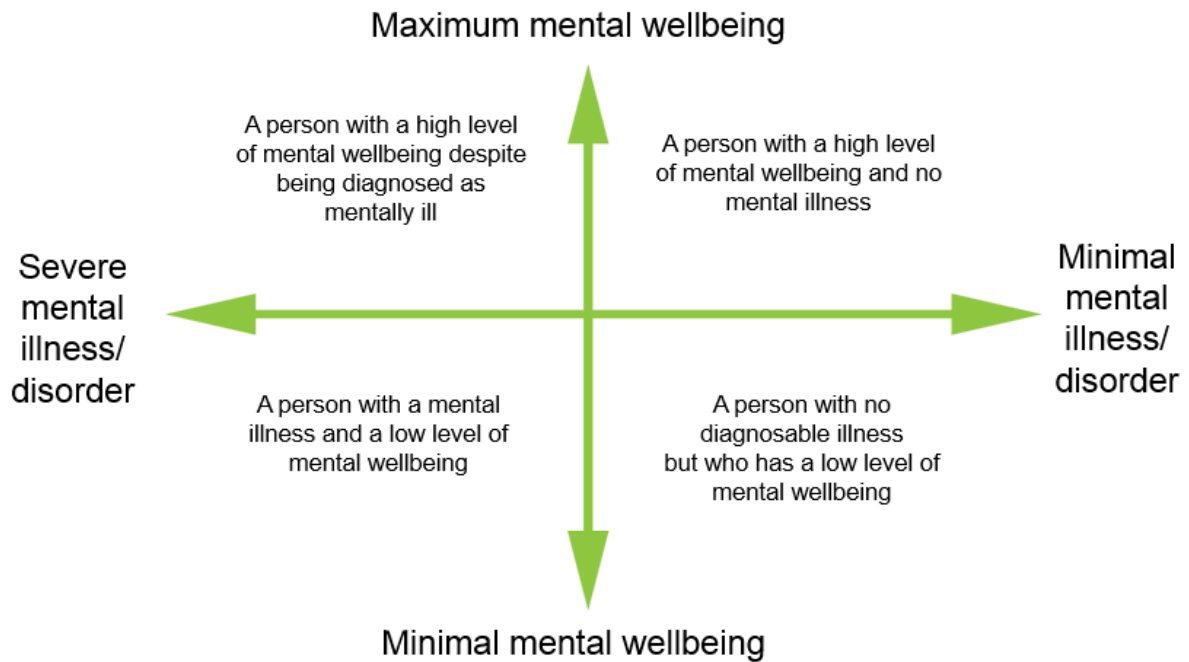 Maximum mental wellbeing
A person with a high level
of mental wellbeing despite
being diagnosed as
mentally ill
A person with a high level
of mental wellbeing and no
mental illness
Severe
mental
illness/
disorder
Minimal
mental
illness/
disorder
A person with a mental
illness and a low level of
mental wellbeing
A person with no
diagnosable illness
but who has a low level of
mental wellbeing
Minimal mental wellbeing